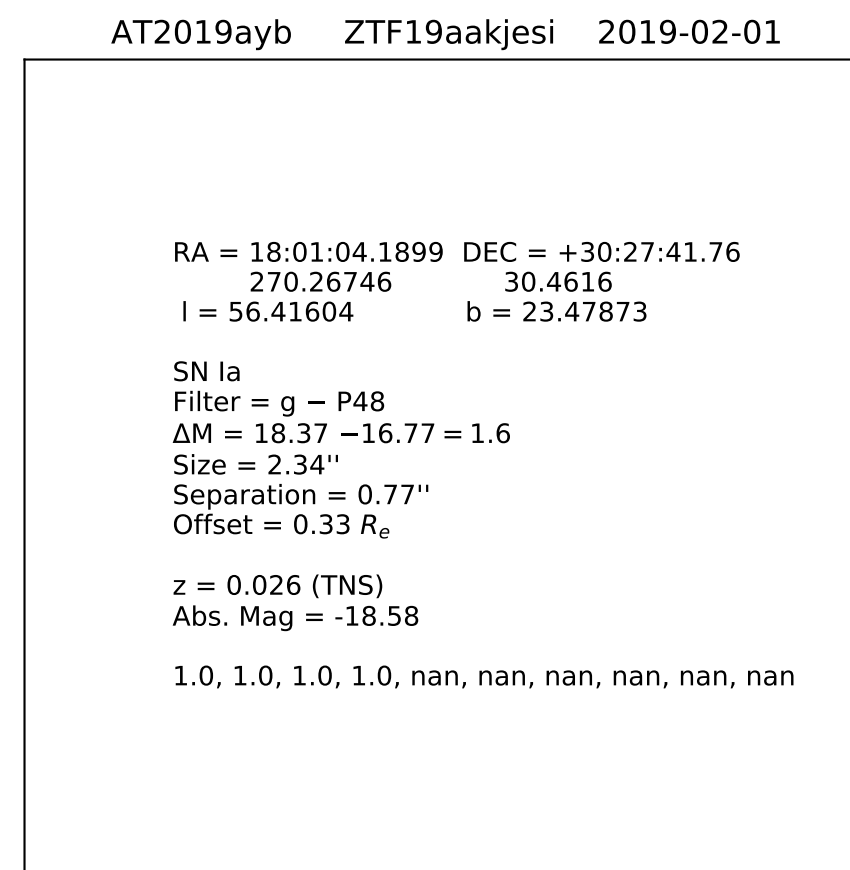 AT2019ayb ZTF19aakjesi 2019-02-01
RA = 18:01:04.1899 DEC = +30:27:41.76
270.26746 30.4616
l = 56.41604 b = 23.47873
SN Ia
Filter = g − P48
ΔM = 18.37 −16.77 = 1.6
Size = 2.34''
Separation = 0.77''
Offset = 0.33 Re
z = 0.026 (TNS)
Abs. Mag = -18.58
1.0, 1.0, 1.0, 1.0, nan, nan, nan, nan, nan, nan